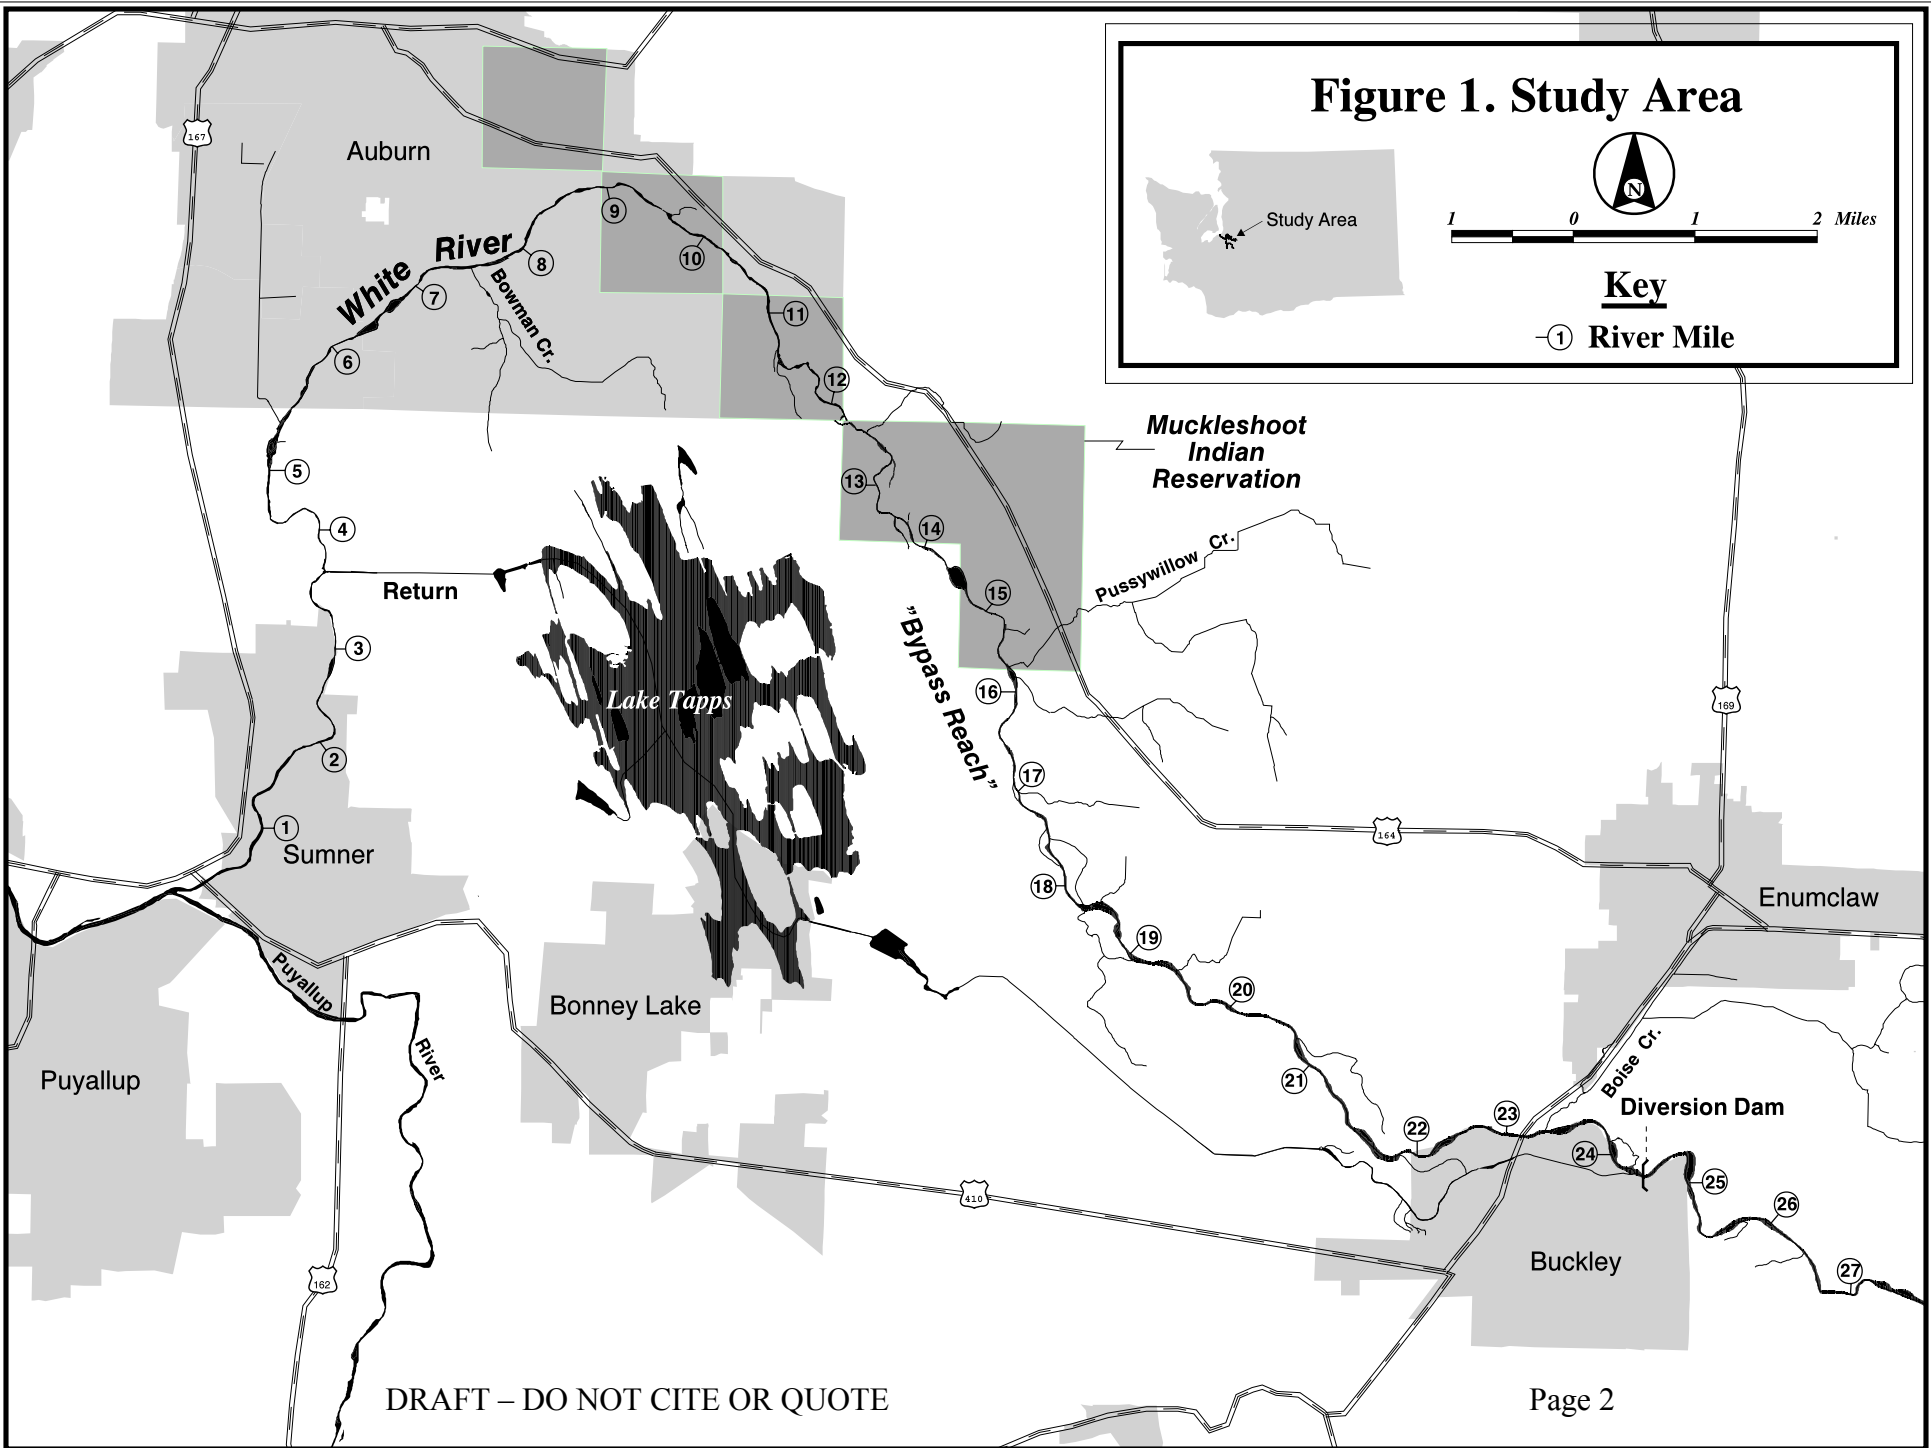 Figure 1. Study Area
N
Study Area
1 0 1 2 Miles
Key
1 River Mile
167
Auburn
White River
Bowman Cr.
9
10
8
7
11
6
12
5
13
4
14
Muckleshoot
Indian
Reservation
Pussywillow Cr.
Return
15
3
"Bypass Reach"
16
Lake Tapps
169
2
17
1
Sumner
164
18
Enumclaw
19
20
Puyallup
River
Bonney Lake
Puyallup
21
Boise Cr.
Diversion Dam
22
23
24
25
26
410
162
Buckley
27
DRAFT – DO NOT CITE OR QUOTE
Page 2